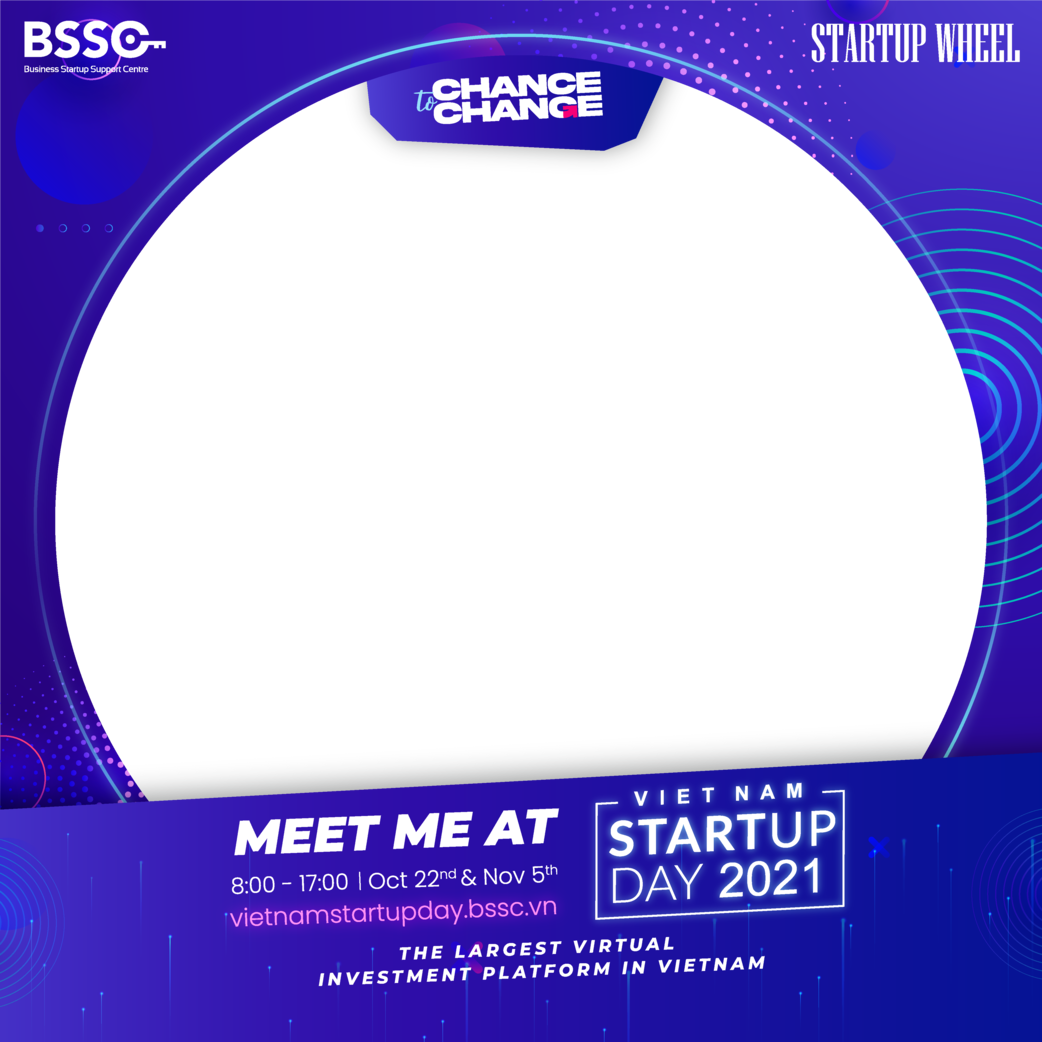 BSSC
Business Startup Support Centre
STARTUP WHEEL
CHANCE
to CHANGE
MEET ME AT
8:00 - 17:00 | Oct 22nd & Nov 5th
vietnamstartupday.bssc.vn
VIET NAM
STARTUP
DAY 2021
THE LARGEST VIRTUAL
INVESTMENT PLATFORM IN VIETNAM